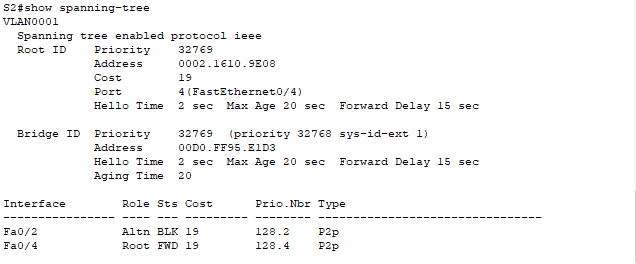 S2#show spanning-tree
VLAN0001
  Spanning tree enabled protocol ieee
  Root ID    Priority    32769
             Address     0002.1610.9E08
             Cost        19
             Port        4(FastEthernet0/4)
             Hello Time  2 sec  Max Age 20 sec  Forward Delay 15 sec

  Bridge ID  Priority    32769  (priority 32768 sys-id-ext 1)
             Address     00D0.FF95.E1D3
             Hello Time  2 sec  Max Age 20 sec  Forward Delay 15 sec
             Aging Time  20

Interface        Role Sts Cost      Prio.Nbr Type
---------------- ---- --- --------- -------- --------------------------------
Fa0/2            Altn BLK 19        128.2    P2p
Fa0/4            Root FWD 19        128.4    P2p